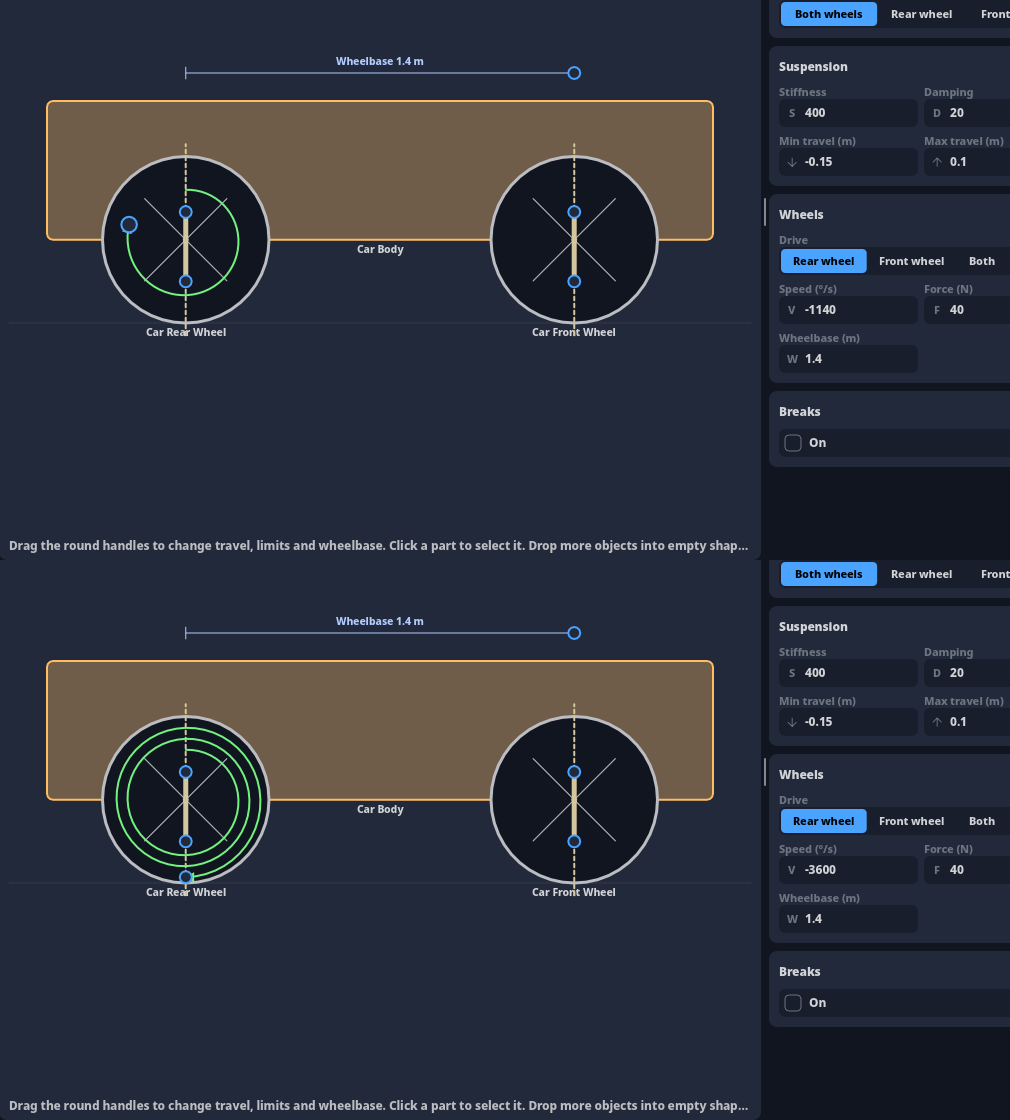 Both wheels Rear wheel Front
Wheelbase 1.4 m
Suspension
Stiffness Damping
S 400 D 20
Min travel (m) Max travel (m)
↓ -0.15 ↑ 0.1
Car Body
Car Rear Wheel Car Front Wheel
Wheels
Drive
Rear wheel Front wheel Both
Speed (°/s) Force (N)
V -1140 F 40
Wheelbase (m)
W 1.4
Breaks
On
Drag the round handles to change travel, limits and wheelbase. Click a part to select it. Drop more objects into empty shap...
Both wheels Rear wheel Front
Wheelbase 1.4 m
Suspension
Stiffness Damping
S 400 D 20
Min travel (m) Max travel (m)
↓ -0.15 ↑ 0.1
Car Body
Car Rear Wheel Car Front Wheel
Wheels
Drive
Rear wheel Front wheel Both
Speed (°/s) Force (N)
V -3600 F 40
Wheelbase (m)
W 1.4
Breaks
On
Drag the round handles to change travel, limits and wheelbase. Click a part to select it. Drop more objects into empty shap...